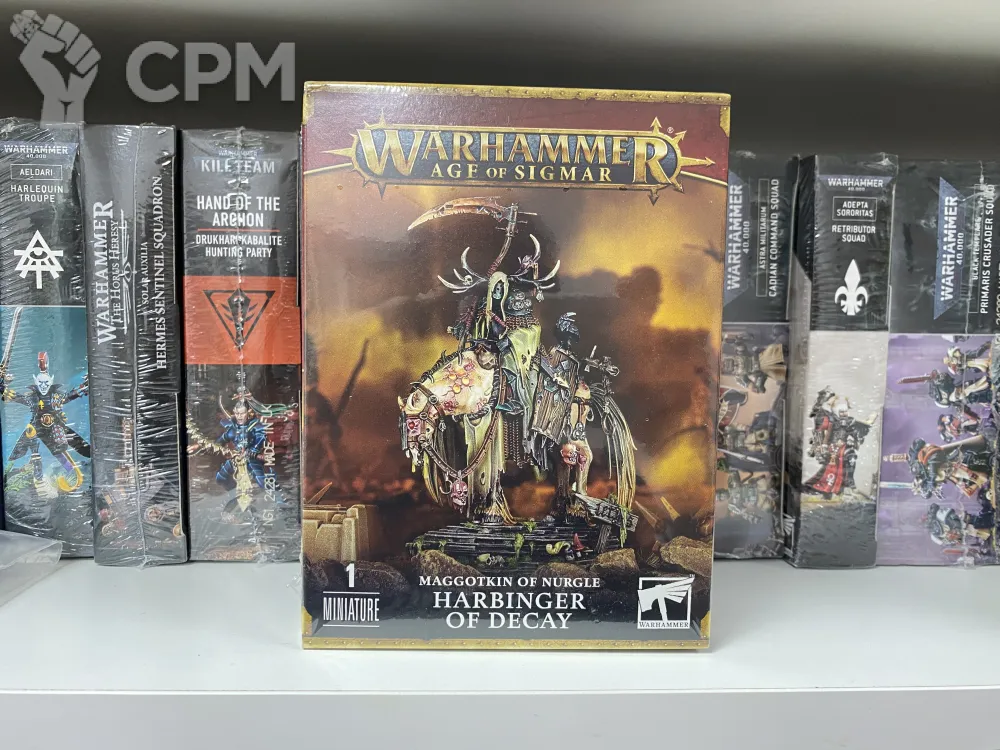 CPM
WARHAMMER
AGE OF SIGMAR
1
MINIATURE
MAGGOTKIN OF NURGLE
HARBINGER
OF DECAY
WARHAMMER
WARHAMMER
40,000
AELDARI
HARLEQUIN
TROUPE
WARHAMMER
THE HORUS HERESY
SOLAR AUXILIA
HERMES SENTINEL SQUADRON
KILL TEAM
HAND OF THE
ARCHON
DRUKHARI KABALITE
HUNTING PARTY
WARHAMMER
40,000
ASTRA MILITARUM
CADIAN COMMAND SQUAD
WARHAMMER
40,000
ADEPTA
SORORITAS
RETRIBUTOR
SQUAD
WARHAMMER
40,000
BLACK TEMPLARS
PRIMARIS CRUSADER SQUAD